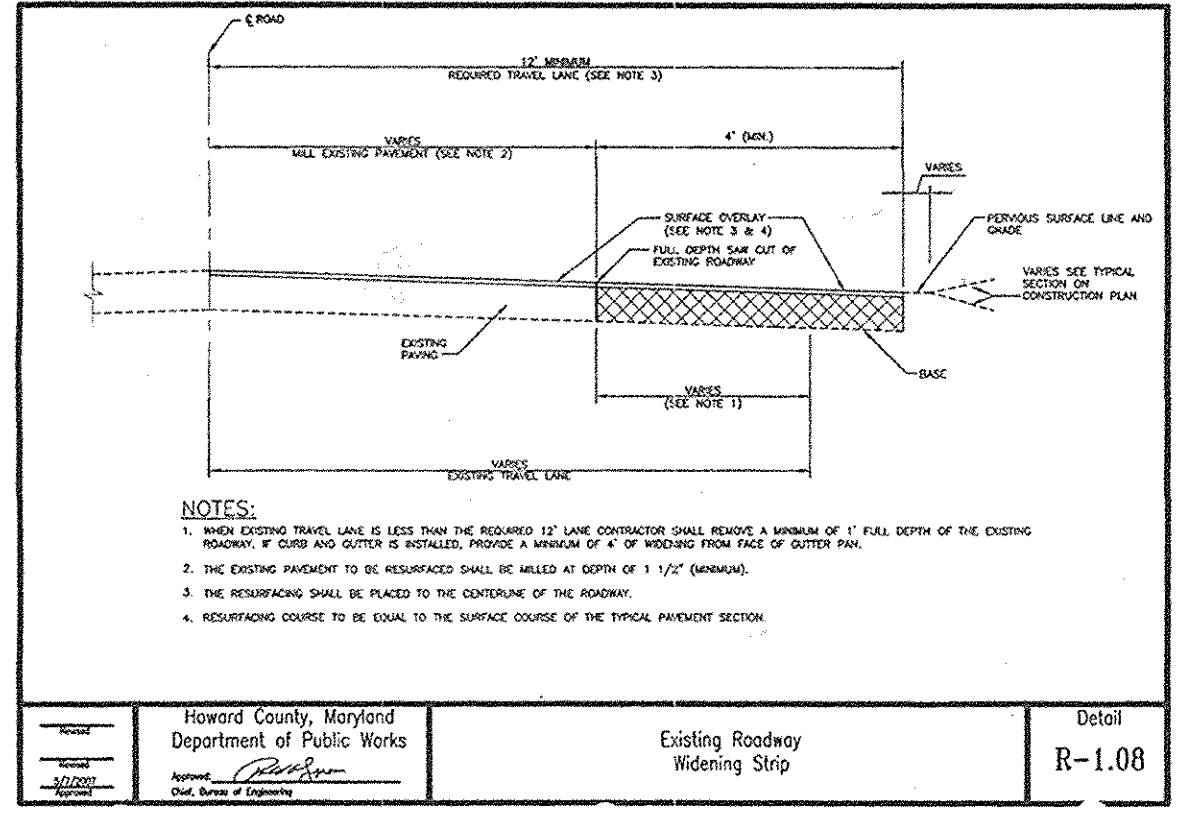 ℄ ROAD
12' MINIMUM
REQUIRED TRAVEL LANE (SEE NOTE 3)
VARIES
MILL EXISTING PAVEMENT (SEE NOTE 2)
4' (MIN.)
VARIES
SURFACE OVERLAY
(SEE NOTE 3 & 4)
FULL DEPTH SAW CUT OF
EXISTING ROADWAY
PERVIOUS SURFACE LINE AND
GRADE
VARIES SEE TYPICAL
SECTION ON
CONSTRUCTION PLAN
EXISTING
PAVING
BASE
VARIES
(SEE NOTE 1)
VARIES
EXISTING TRAVEL LANE
NOTES:
1. WHEN EXISTING TRAVEL LANE IS LESS THAN THE REQUIRED 12' LANE CONTRACTOR SHALL REMOVE A MINIMUM OF 1' FULL DEPTH OF THE EXISTING
ROADWAY. IF CURB AND GUTTER IS INSTALLED, PROVIDE A MINIMUM OF 4' OF WIDENING FROM FACE OF GUTTER PAN.
2. THE EXISTING PAVEMENT TO BE RESURFACED SHALL BE MILLED AT DEPTH OF 1 1/2" (MINIMUM).
3. THE RESURFACING SHALL BE PLACED TO THE CENTERLINE OF THE ROADWAY.
4. RESURFACING COURSE TO BE EQUAL TO THE SURFACE COURSE OF THE TYPICAL PAVEMENT SECTION.
Revised
Revised
5/7/2007
Approved
Howard County, Maryland
Department of Public Works
Approved:
Chief, Bureau of Engineering
Existing Roadway
Widening Strip
Detail
R-1.08